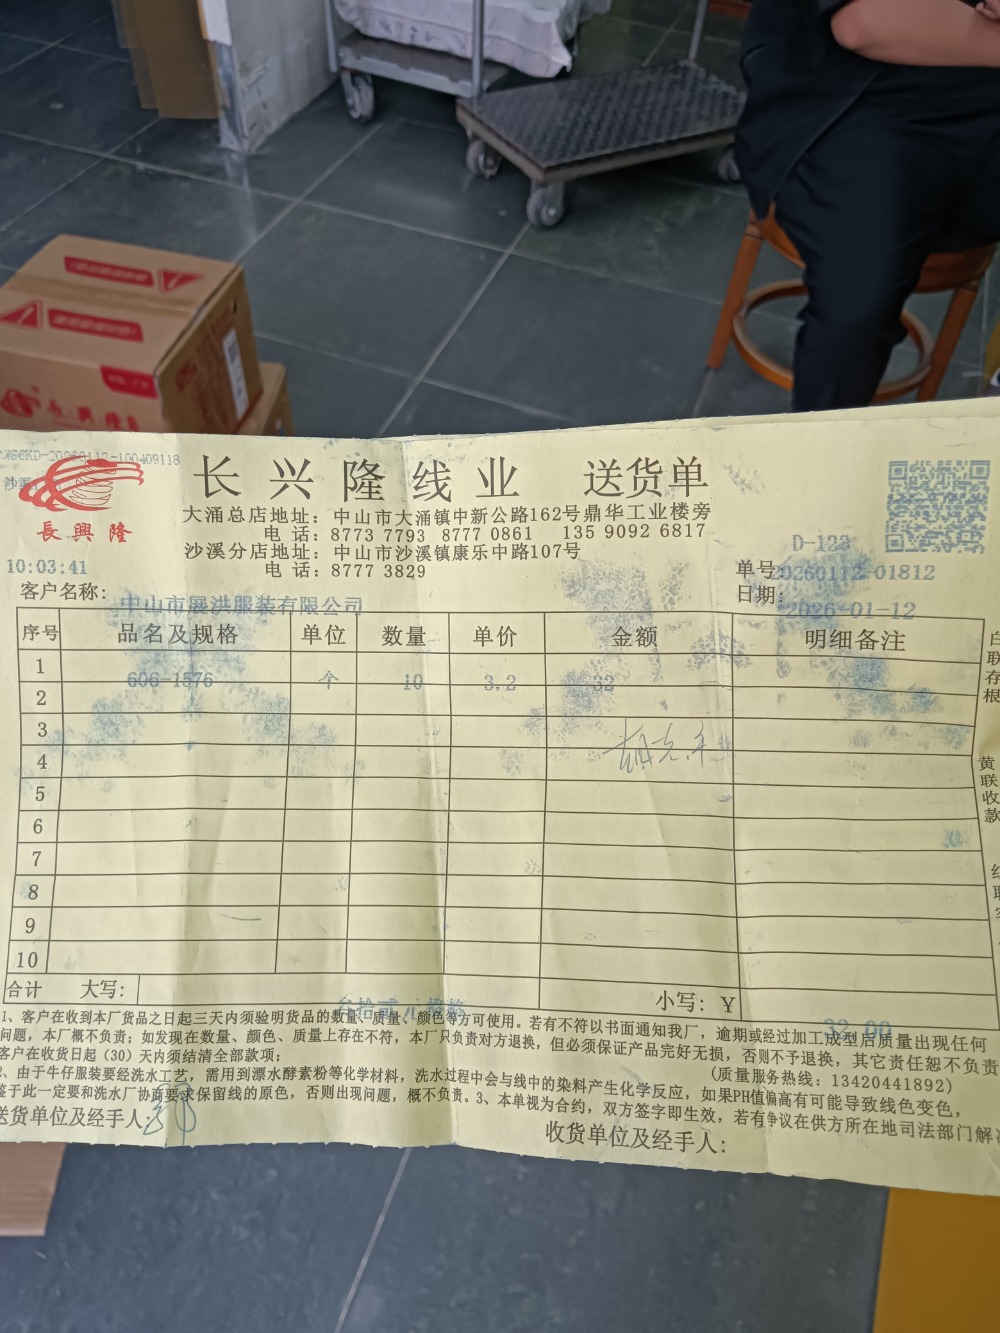 長興隆
XSCKD-20260112-100409118
沙溪
長興隆
长兴隆线业 送货单
大涌总店地址：中山市大涌镇中新公路162号鼎华工业楼旁
电 话：8773 7793 8777 0861 135 9092 6817
沙溪分店地址：中山市沙溪镇康乐中路107号
电 话：8777 3829
10:03:41
D-123
单号：20260112-01812
客户名称：中山市展洪服装有限公司
日期：2026-01-12
序号 品名及规格 单位 数量 单价 金额 明细备注
1 606-1576 个 10 3.2 32
2
3
4
5
6
7
8
9
10
合计 大写： 叁拾贰元 小写：Y 32.00
白联存根
黄联收款
1、客户在收到本厂货品之日起三天内须验明货品的数量、质量、颜色等方可使用。若有不符以书面通知我厂，逾期或经过加工成品后质量出现任何
问题，本厂概不负责；如发现在数量、颜色、质量上存在不符，本厂只负责对方退换，但必须保证产品完好无损，否则不予退换，其它责任恕不负责
客户在收货日起（30）天内须结清全部款项；
(质量服务热线：13420441892)
2、由于牛仔服装要经洗水工艺，需用到漂水酵素粉等化学材料，洗水过程中会与线中的染料产生化学反应，如果PH值偏高有可能导致线色变色，
鉴于此一定要和洗水厂协商要求保留线的原色，否则出现问题，概不负责。3、本单视为合约，双方签字即生效，若有争议在供方所在地司法部门解
送货单位及经手人：
收货单位及经手人：